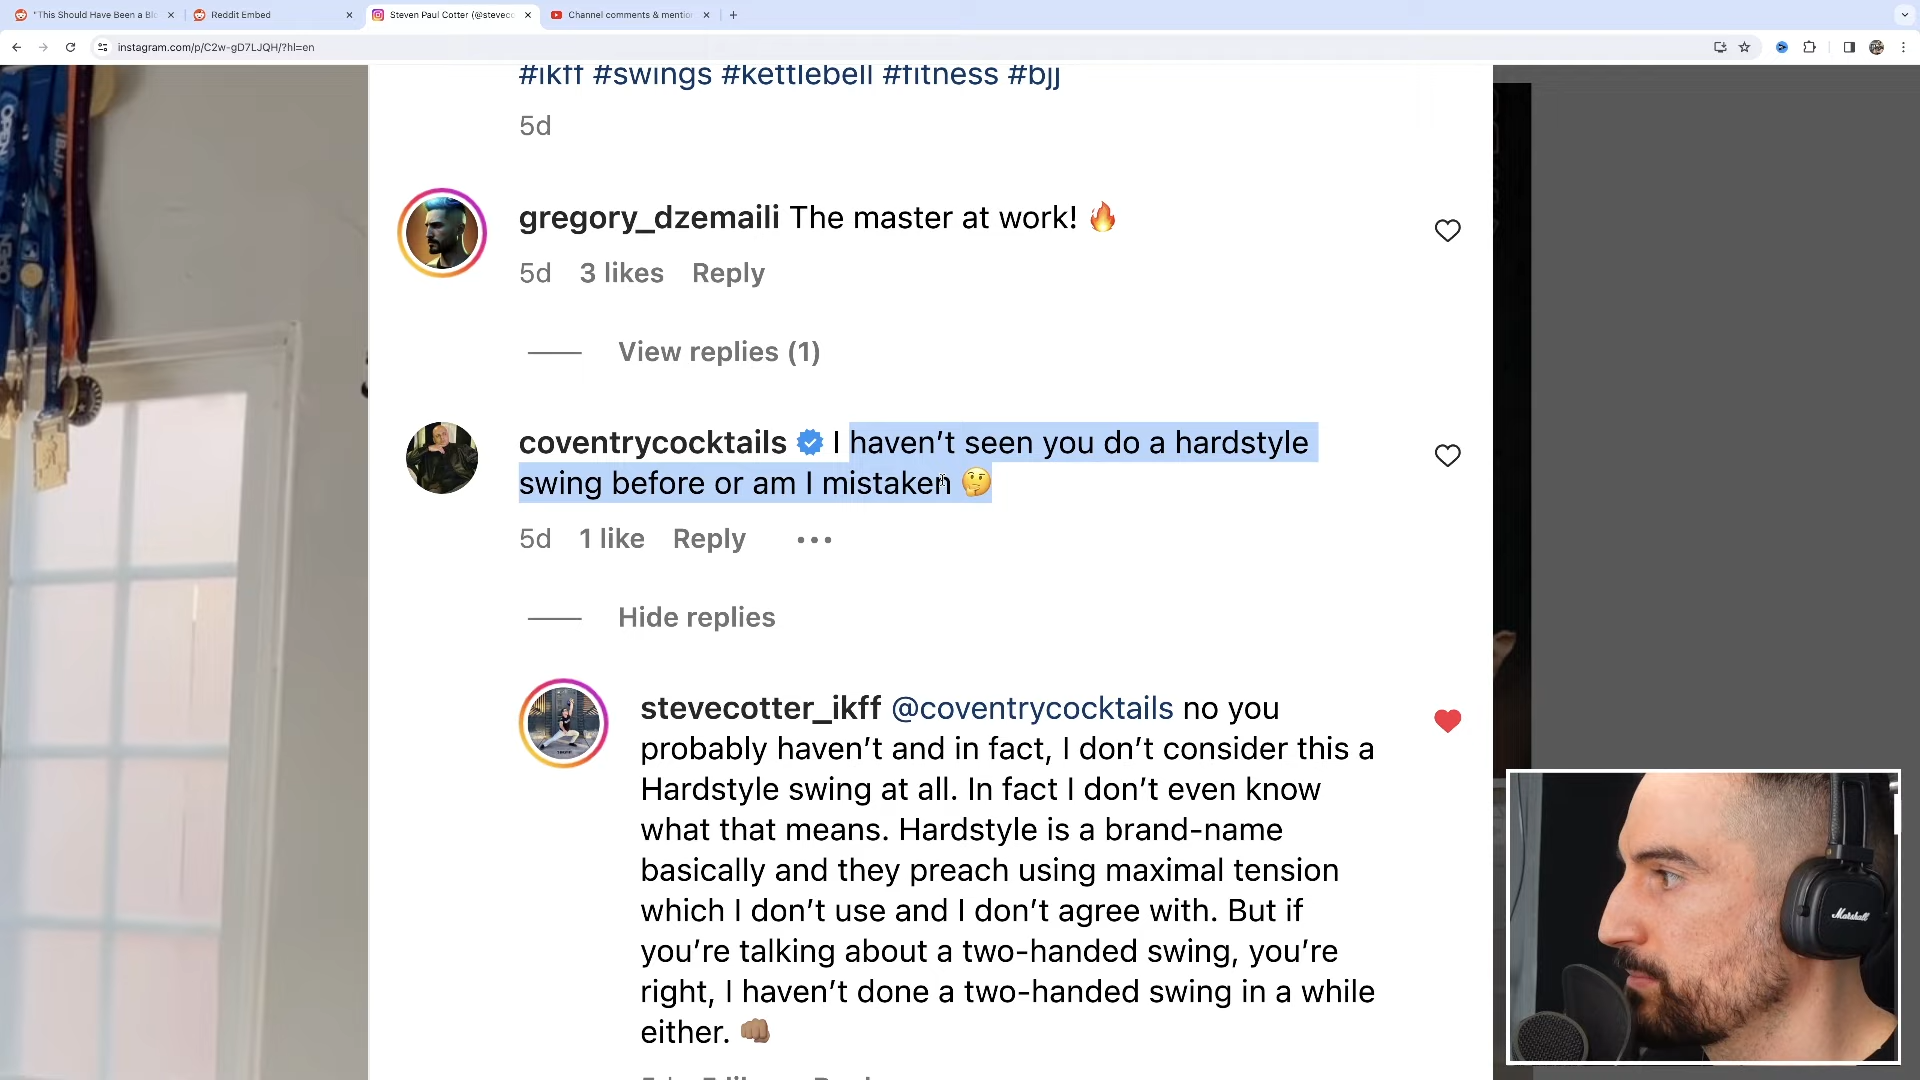 "This Should Have Been a Bl
Reddit Embed
Steven Paul Cotter (@stevecc
Channel comments & mention
instagram.com/p/C2w-gD7LJQH/?hl=en
#ikff #swings #kettlebell #fitness #bjj
5d
gregory_dzemaili The master at work! 🔥
5d 3 likes Reply
View replies (1)
coventrycocktails I haven't seen you do a hardstyle
swing before or am I mistaken 🤔
5d 1 like Reply
Hide replies
stevecotter_ikff @coventrycocktails no you
probably haven't and in fact, I don't consider this a
Hardstyle swing at all. In fact I don't even know
what that means. Hardstyle is a brand-name
basically and they preach using maximal tension
which I don't use and I don't agree with. But if
you're talking about a two-handed swing, you're
right, I haven't done a two-handed swing in a while
either. 👊🏽
OPEN
Marshall